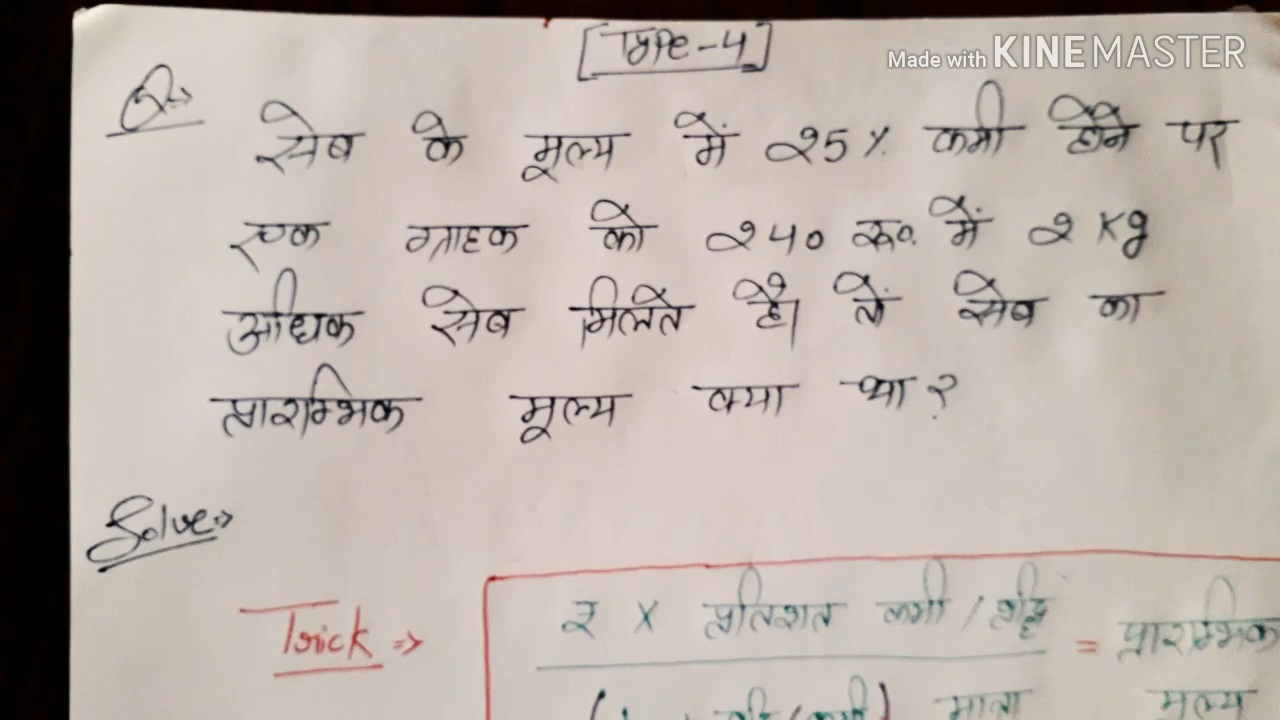 [Type-4]
Made with KINEMASTER
Q→ सेब के मूल्य में 25% कमी होने पर
एक ग्राहक को 240 रू० में 2 Kg
अधिक सेब मिलते है। तो सेब का
प्रारम्भिक मूल्य क्या था?
Solve⇒
Trick ⇒
₹ X प्रतिशत कमी / वृद्धि = प्रारम्भिक
मात्रा मूल्य